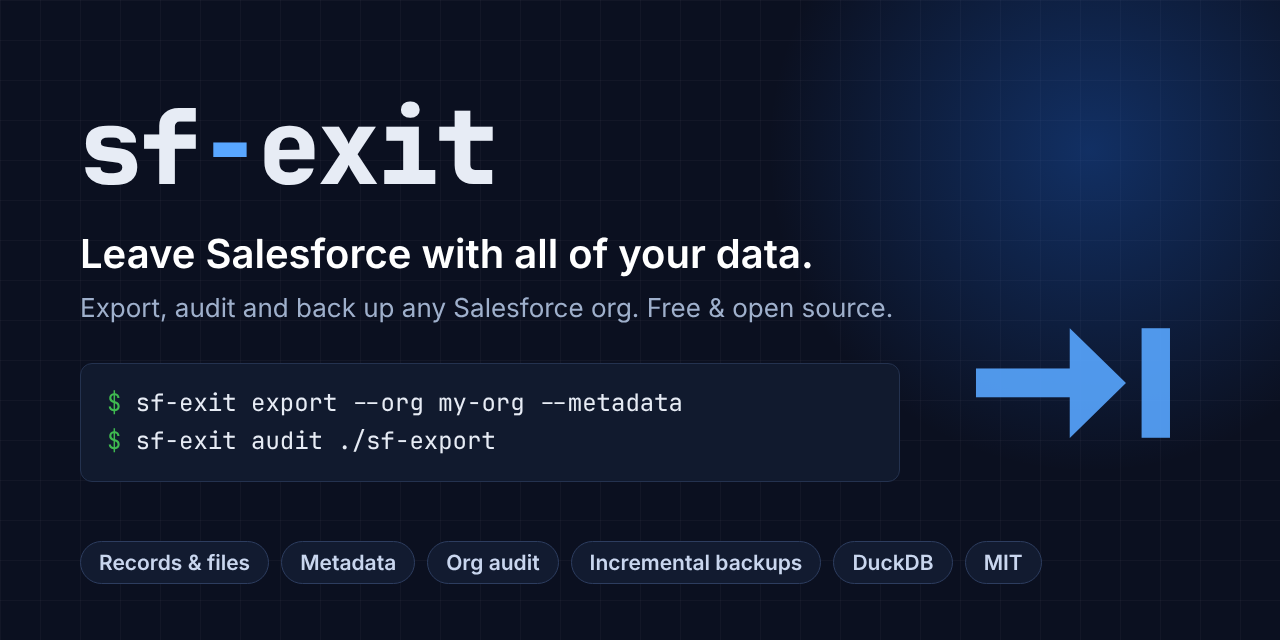 sf-exit
Leave Salesforce with all of your data.
Export, audit and back up any Salesforce org. Free & open source.
$ sf-exit export --org my-org --metadata
$ sf-exit audit ./sf-export
Records & files Metadata Org audit Incremental backups DuckDB MIT